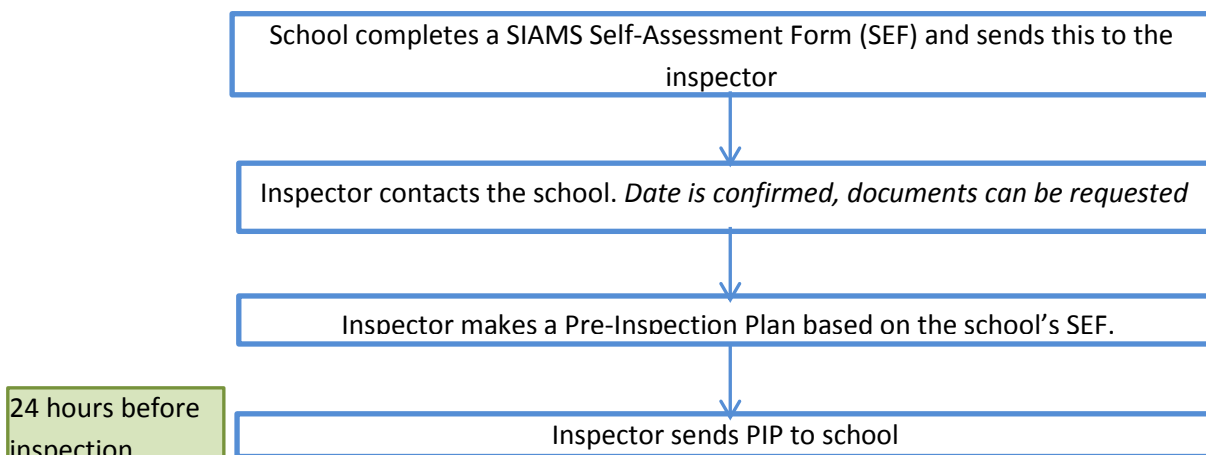 School completes a SIAMS Self-Assessment Form (SEF) and sends this to the
inspector
Inspector contacts the school. Date is confirmed, documents can be requested
Inspector makes a Pre-Inspection Plan based on the school's SEF.
24 hours before
inspection
Inspector sends PIP to school